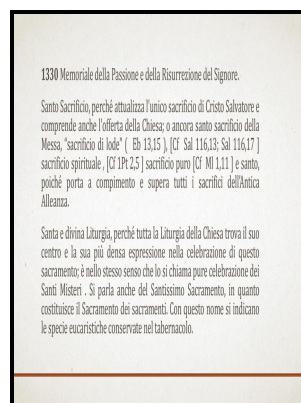 1330 Memoriale della Passione e della Risurrezione del Signore.
Santo Sacrificio, perché attualizza l'unico sacrificio di Cristo Salvatore e
comprende anche l'offerta della Chiesa; o ancora santo sacrificio della
Messa, "sacrificio di lode" ( Eb 13,15 ), [Cf Sal 116,13; Sal 116,17 ]
sacrificio spirituale , [Cf 1Pt 2,5 ] sacrificio puro [Cf Ml 1,11 ] e santo,
poiché porta a compimento e supera tutti i sacrifici dell'Antica
Alleanza.
Santa e divina Liturgia, perché tutta la Liturgia della Chiesa trova il suo
centro e la sua più densa espressione nella celebrazione di questo
sacramento; è nello stesso senso che lo si chiama pure celebrazione dei
Santi Misteri . Si parla anche del Santissimo Sacramento, in quanto
costituisce il Sacramento dei sacramenti. Con questo nome si indicano
le specie eucaristiche conservate nel tabernacolo.